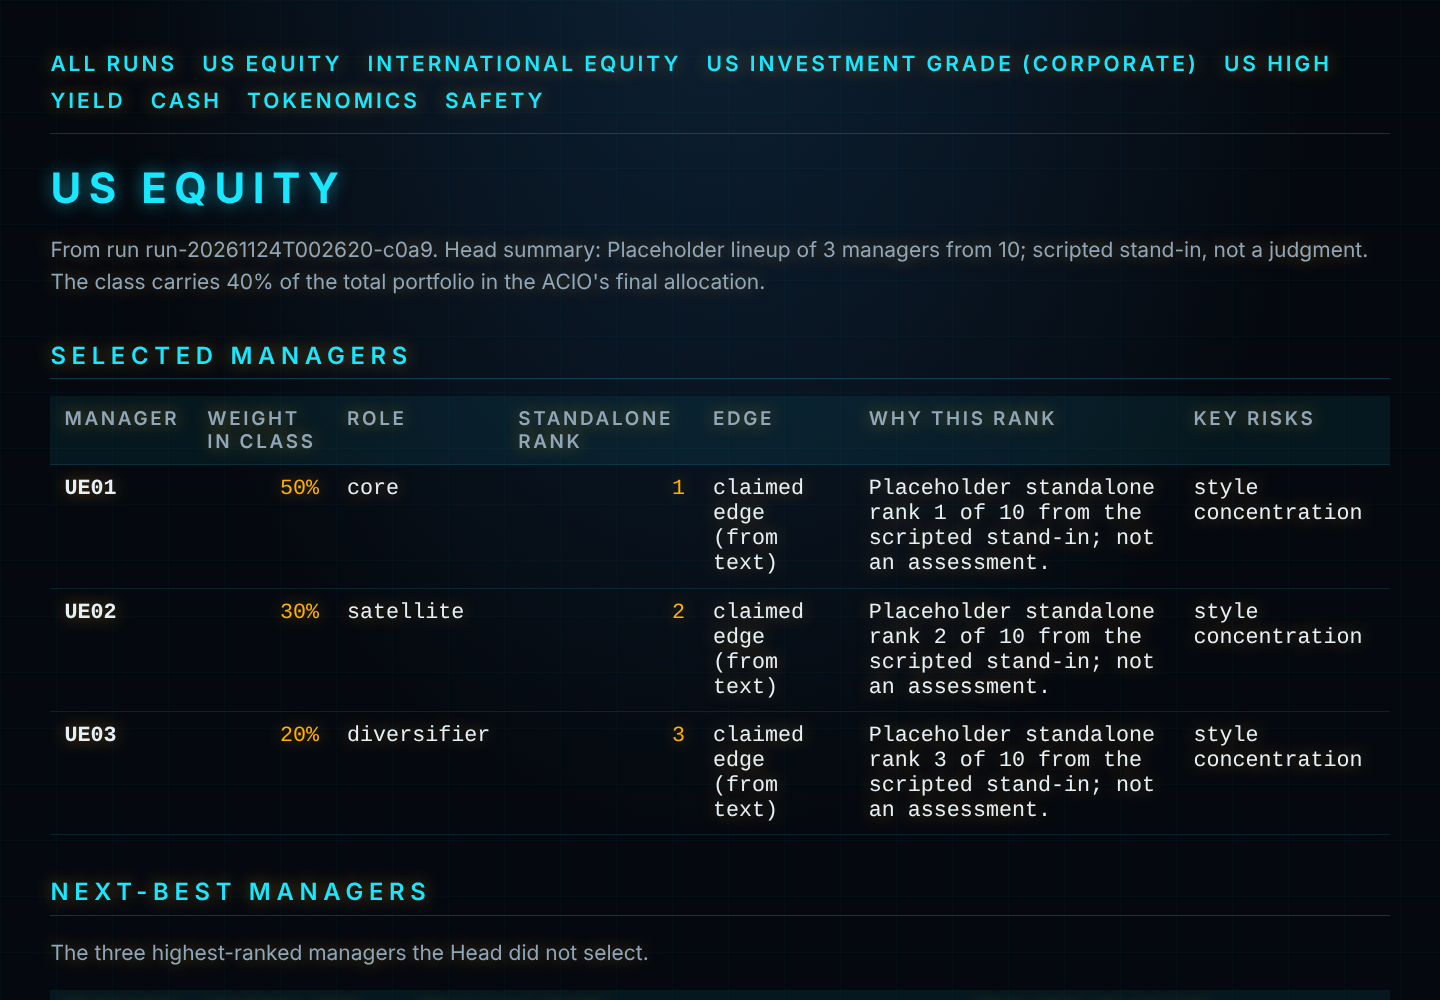 ALL RUNS US EQUITY INTERNATIONAL EQUITY US INVESTMENT GRADE (CORPORATE) US HIGH
YIELD CASH TOKENOMICS SAFETY
US EQUITY
From run run-20261124T002620-c0a9. Head summary: Placeholder lineup of 3 managers from 10; scripted stand-in, not a judgment.
The class carries 40% of the total portfolio in the ACIO's final allocation.
SELECTED MANAGERS
MANAGER WEIGHT ROLE STANDALONE EDGE WHY THIS RANK KEY RISKS
IN CLASS RANK
UE01 50% core 1 claimed Placeholder standalone style
edge rank 1 of 10 from the concentration
(from scripted stand-in; not
text) an assessment.
UE02 30% satellite 2 claimed Placeholder standalone style
edge rank 2 of 10 from the concentration
(from scripted stand-in; not
text) an assessment.
UE03 20% diversifier 3 claimed Placeholder standalone style
edge rank 3 of 10 from the concentration
(from scripted stand-in; not
text) an assessment.
NEXT-BEST MANAGERS
The three highest-ranked managers the Head did not select.